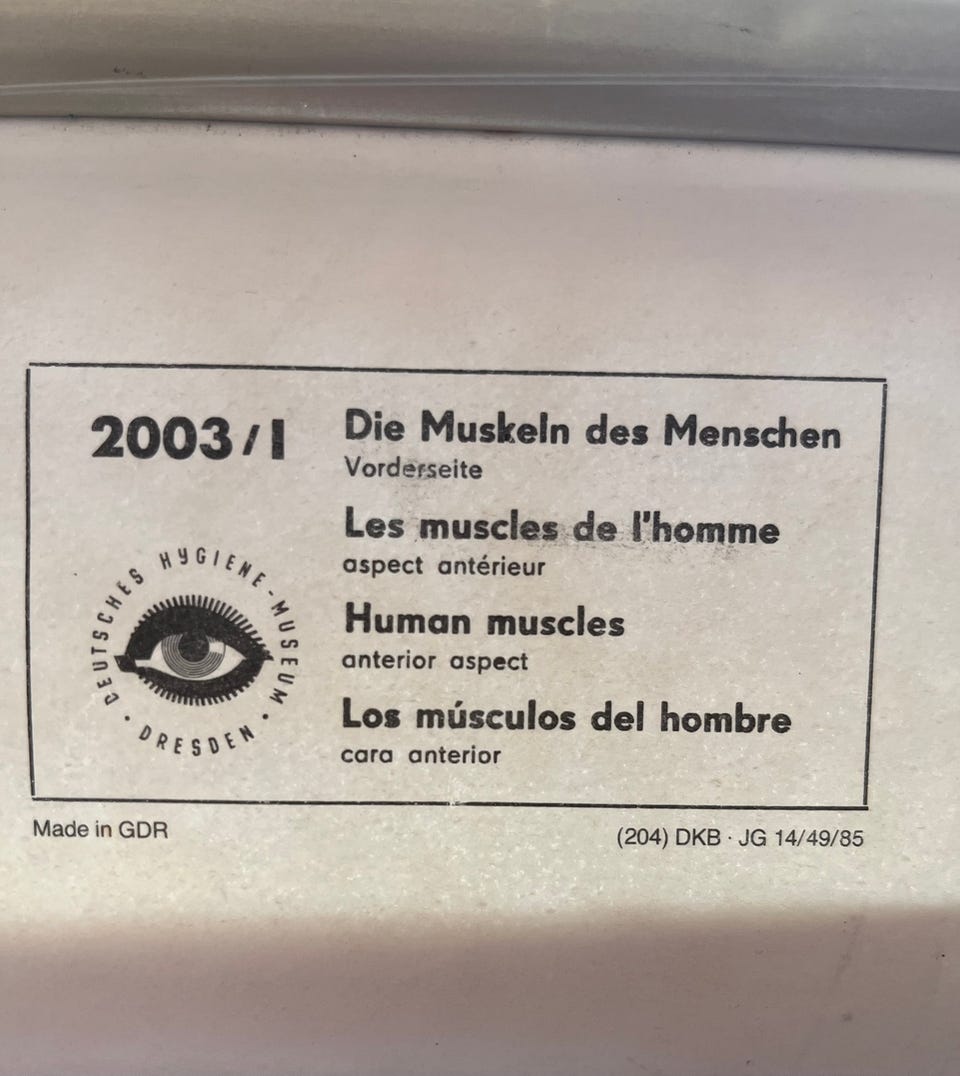 2003/I
Die Muskeln des Menschen
Vorderseite
Les muscles de l'homme
aspect antérieur
Human muscles
anterior aspect
Los músculos del hombre
cara anterior
DEUTSCHES HYGIENE-MUSEUM
· DRESDEN ·
Made in GDR
(204) DKB · JG 14/49/85